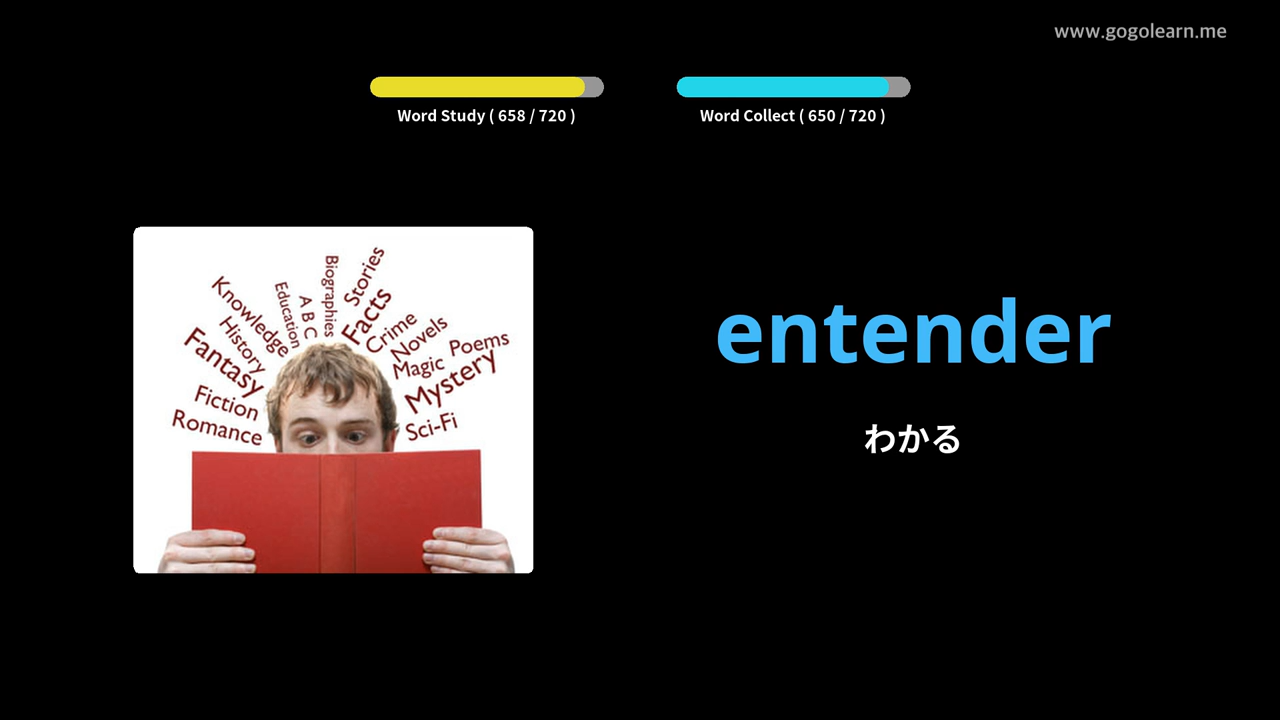 www.gogolearn.me
Word Study ( 658 / 720 )
Word Collect ( 650 / 720 )
Romance
Fiction
Fantasy
History
Knowledge
Education
A B C
Biographies
Stories
Facts
Crime
Novels
Magic
Poems
Mystery
Sci-Fi
entender
わかる